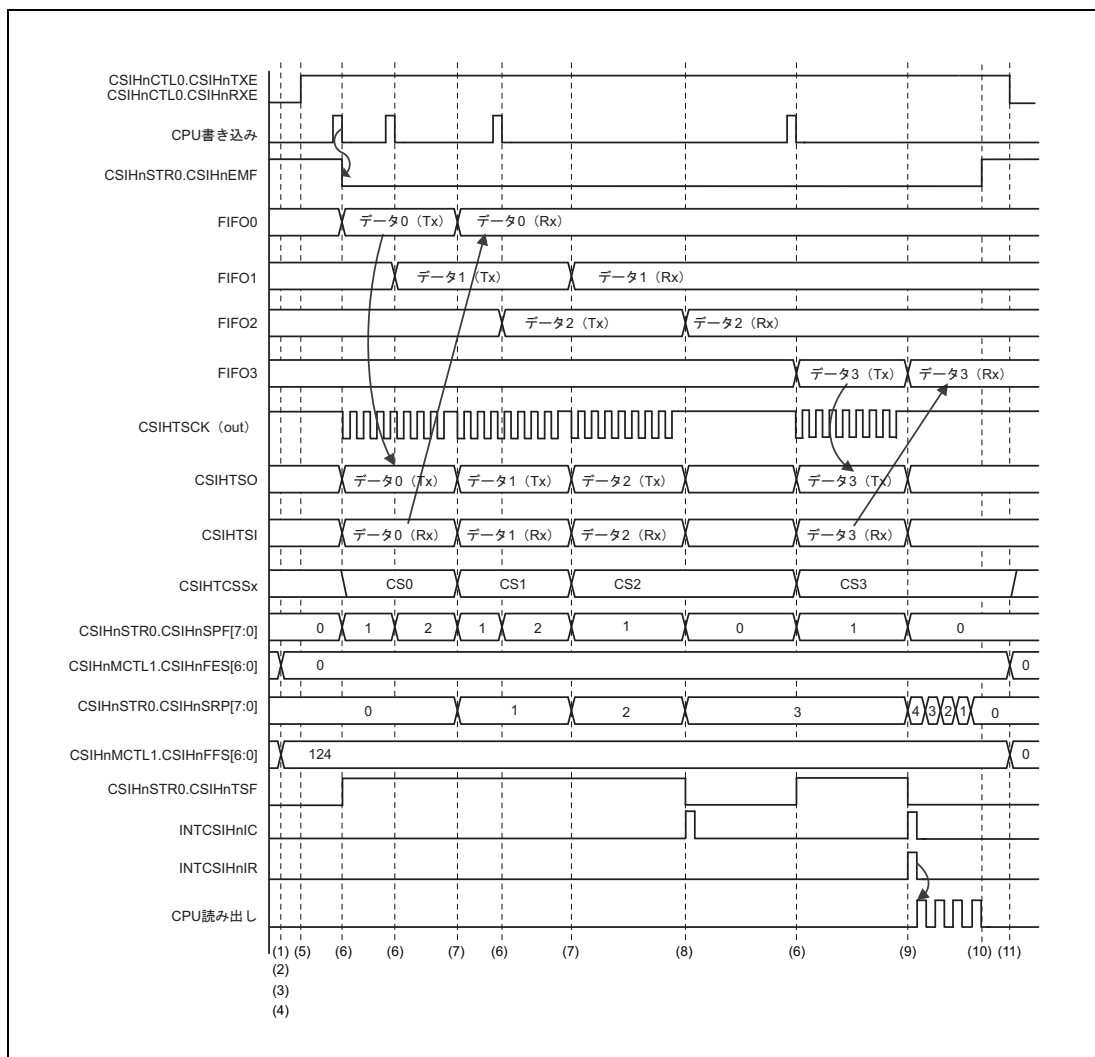 CSIHnCTL0.CSIHnTXE
CSIHnCTL0.CSIHnRXE
CPU書き込み
CSIHnSTR0.CSIHnEMF
FIFO0 データ0（Tx） データ0（Rx）
FIFO1 データ1（Tx） データ1（Rx）
FIFO2 データ2（Tx） データ2（Rx）
FIFO3 データ3（Tx） データ3（Rx）
CSIHTSCK（out）
CSIHTSO データ0（Tx） データ1（Tx） データ2（Tx） データ3（Tx）
CSIHTSI データ0（Rx） データ1（Rx） データ2（Rx） データ3（Rx）
CSIHTCSSx CS0 CS1 CS2 CS3
CSIHnSTR0.CSIHnSPF[7:0] 0 1 2 1 2 1 0 1 0
CSIHnMCTL1.CSIHnFES[6:0] 0 0
CSIHnSTR0.CSIHnSRP[7:0] 0 1 2 3 4 3 2 1 0
CSIHnMCTL1.CSIHnFFS[6:0] 124 0
CSIHnSTR0.CSIHnTSF
INTCSIHnIC
INTCSIHnIR
CPU読み出し
(1) (5) (6) (6) (7) (6) (7) (8) (6) (9) (10) (11)
(2)
(3)
(4)